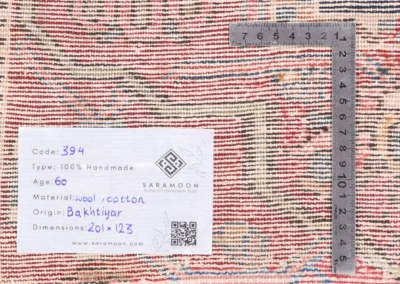 7 6 5 4 3 2 1
1 2 3 4 5 6 7 8 9 10 1 2 3 4 5
Code: 394
Type: 100% Handmade
Age: 60
Material: wool, cotton
Origin: Bakhtiyar
Dimensions: 201 x 123
www.saramoon.com
SARAMOON